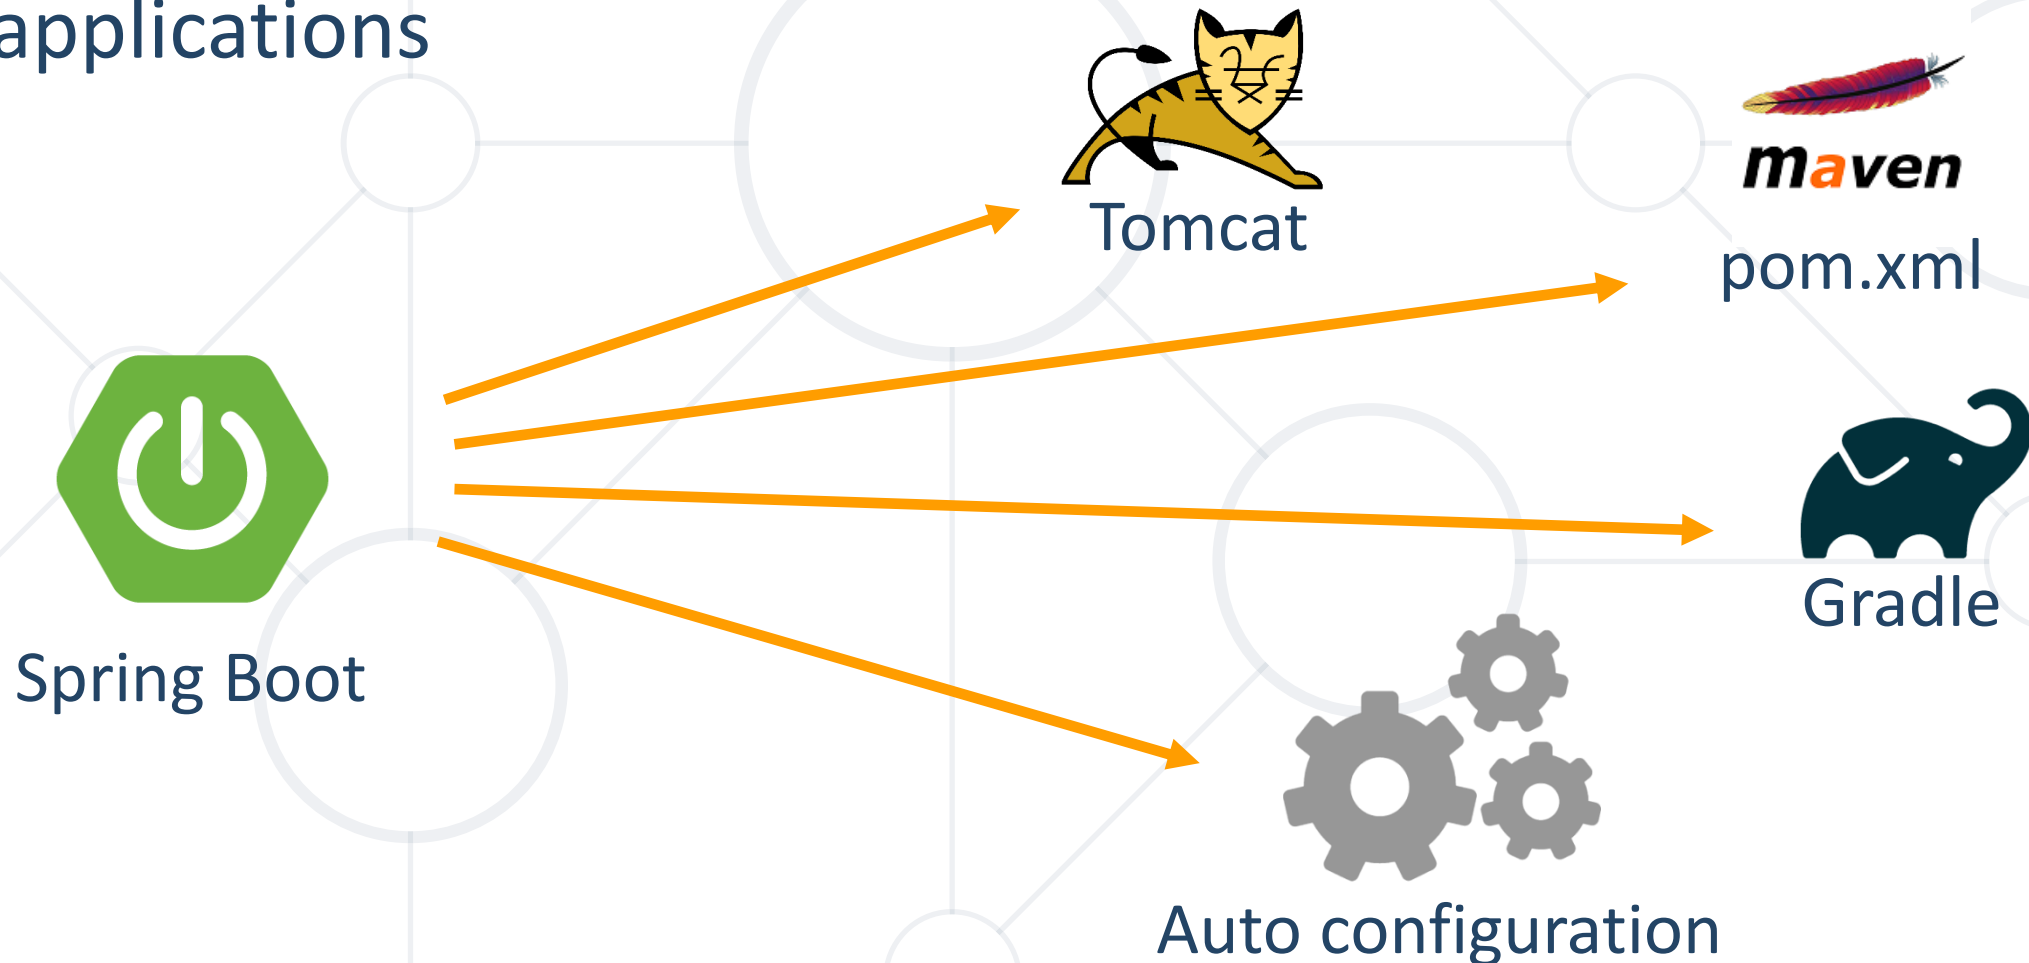 applications
Tomcat
maven
pom.xml
Spring Boot
Gradle
Auto configuration